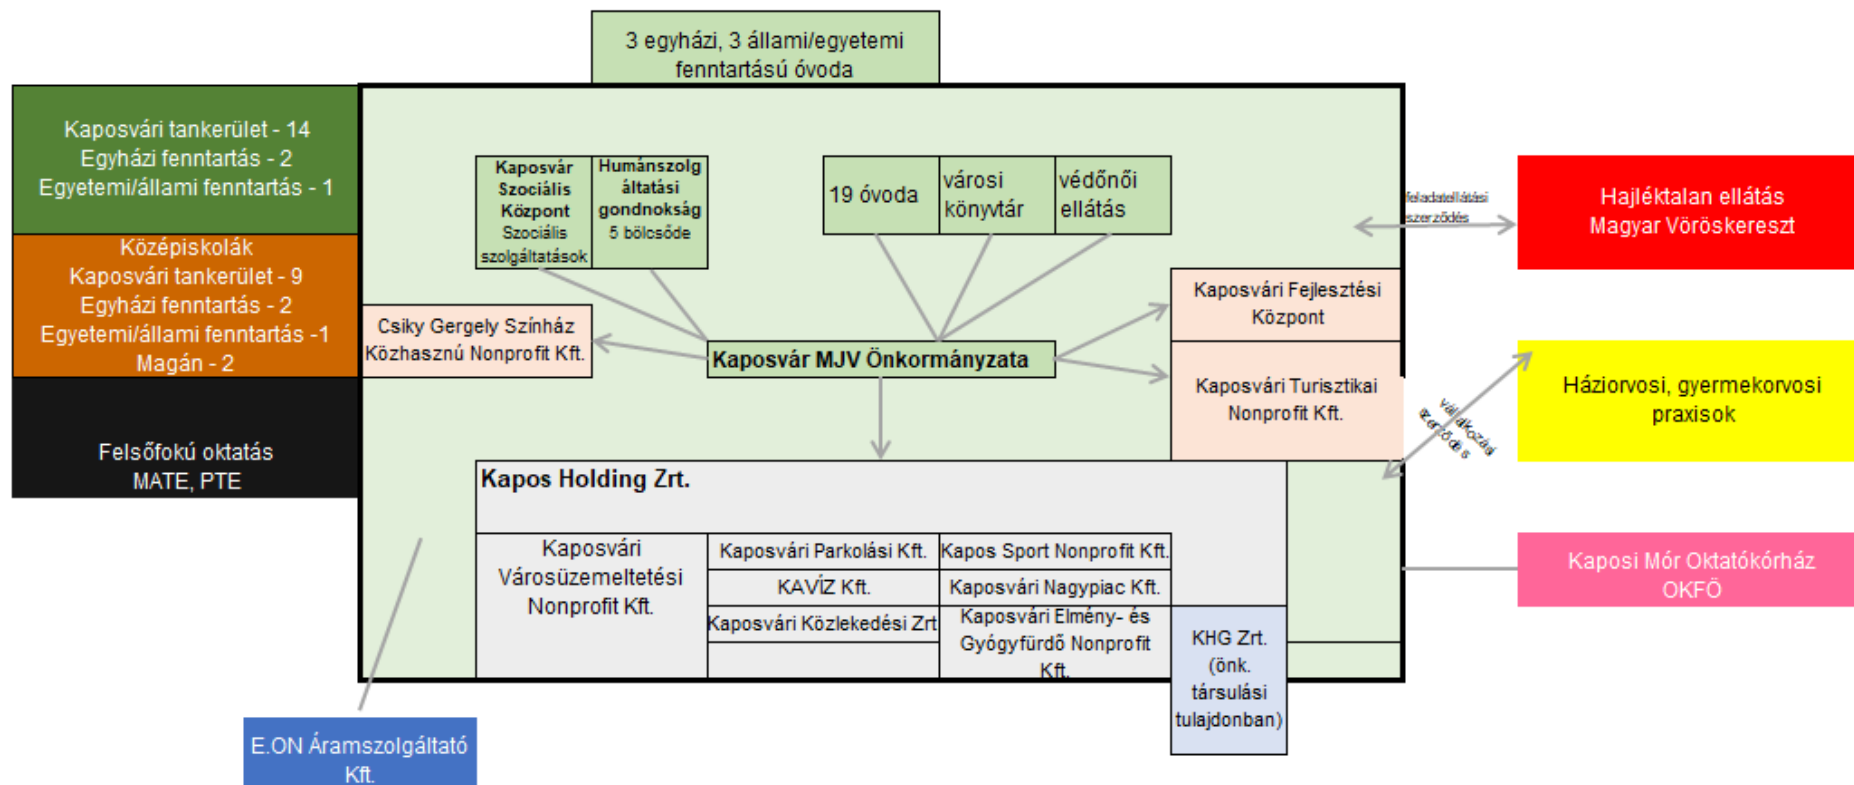 3 egyházi, 3 állami/egyetemi
fenntartású óvoda
Kaposvári tankerület - 14
Egyházi fenntartás - 2
Egyetemi/állami fenntartás - 1
Középiskolák
Kaposvári tankerület - 9
Egyházi fenntartás - 2
Egyetemi/állami fenntartás -1
Magán - 2
Felsőfokú oktatás
MATE, PTE
Kaposvár
Szociális
Központ
Szociális
szolgáltatások
Humánszolg
áltatási
gondnokság
5 bölcsőde
19 óvoda
városi
könyvtár
védőnői
ellátás
Csiky Gergely Színház
Közhasznú Nonprofit Kft.
Kaposvár MJV Önkormányzata
Kaposvári Fejlesztési
Központ
Kaposvári Turisztikai
Nonprofit Kft.
feladatellátási
szerződés
Hajléktalan ellátás
Magyar Vöröskereszt
vállalkozási
szerződés
Háziorvosi, gyermekorvosi
praxisok
Kaposi Mór Oktatókórház
OKFÖ
Kapos Holding Zrt.
Kaposvári
Városüzemeltetési
Nonprofit Kft.
Kaposvári Parkolási Kft.
KAVÍZ Kft.
Kaposvári Közlekedési Zrt
Kapos Sport Nonprofit Kft.
Kaposvári Nagypiac Kft.
Kaposvári Élmény- és
Gyógyfürdő Nonprofit
Kft.
KHG Zrt.
(önk.
társulási
tulajdonban)
E.ON Áramszolgáltató
Kft.